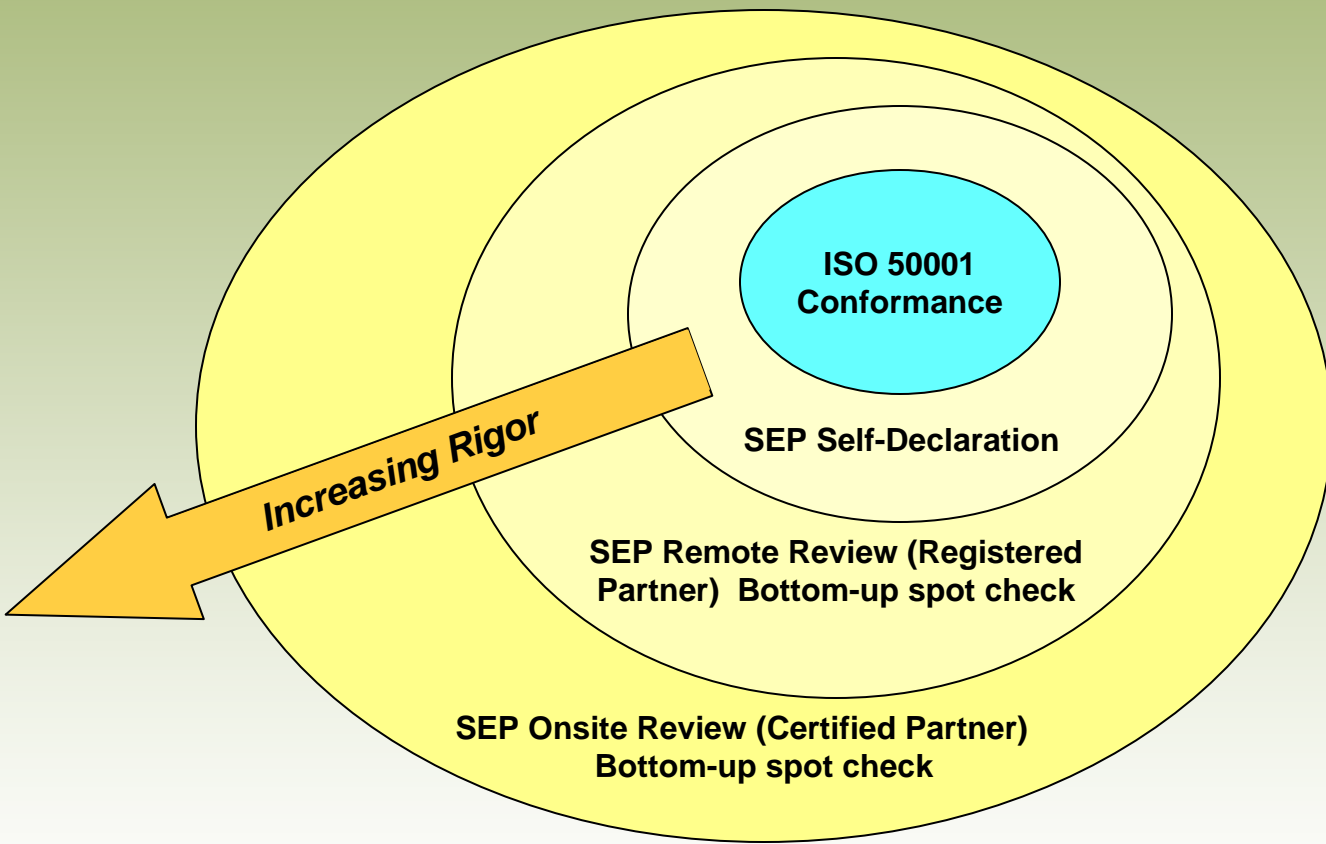 ISO 50001
Conformance
SEP Self-Declaration
Increasing Rigor
SEP Remote Review (Registered
Partner)  Bottom-up spot check
SEP Onsite Review (Certified Partner)
Bottom-up spot check